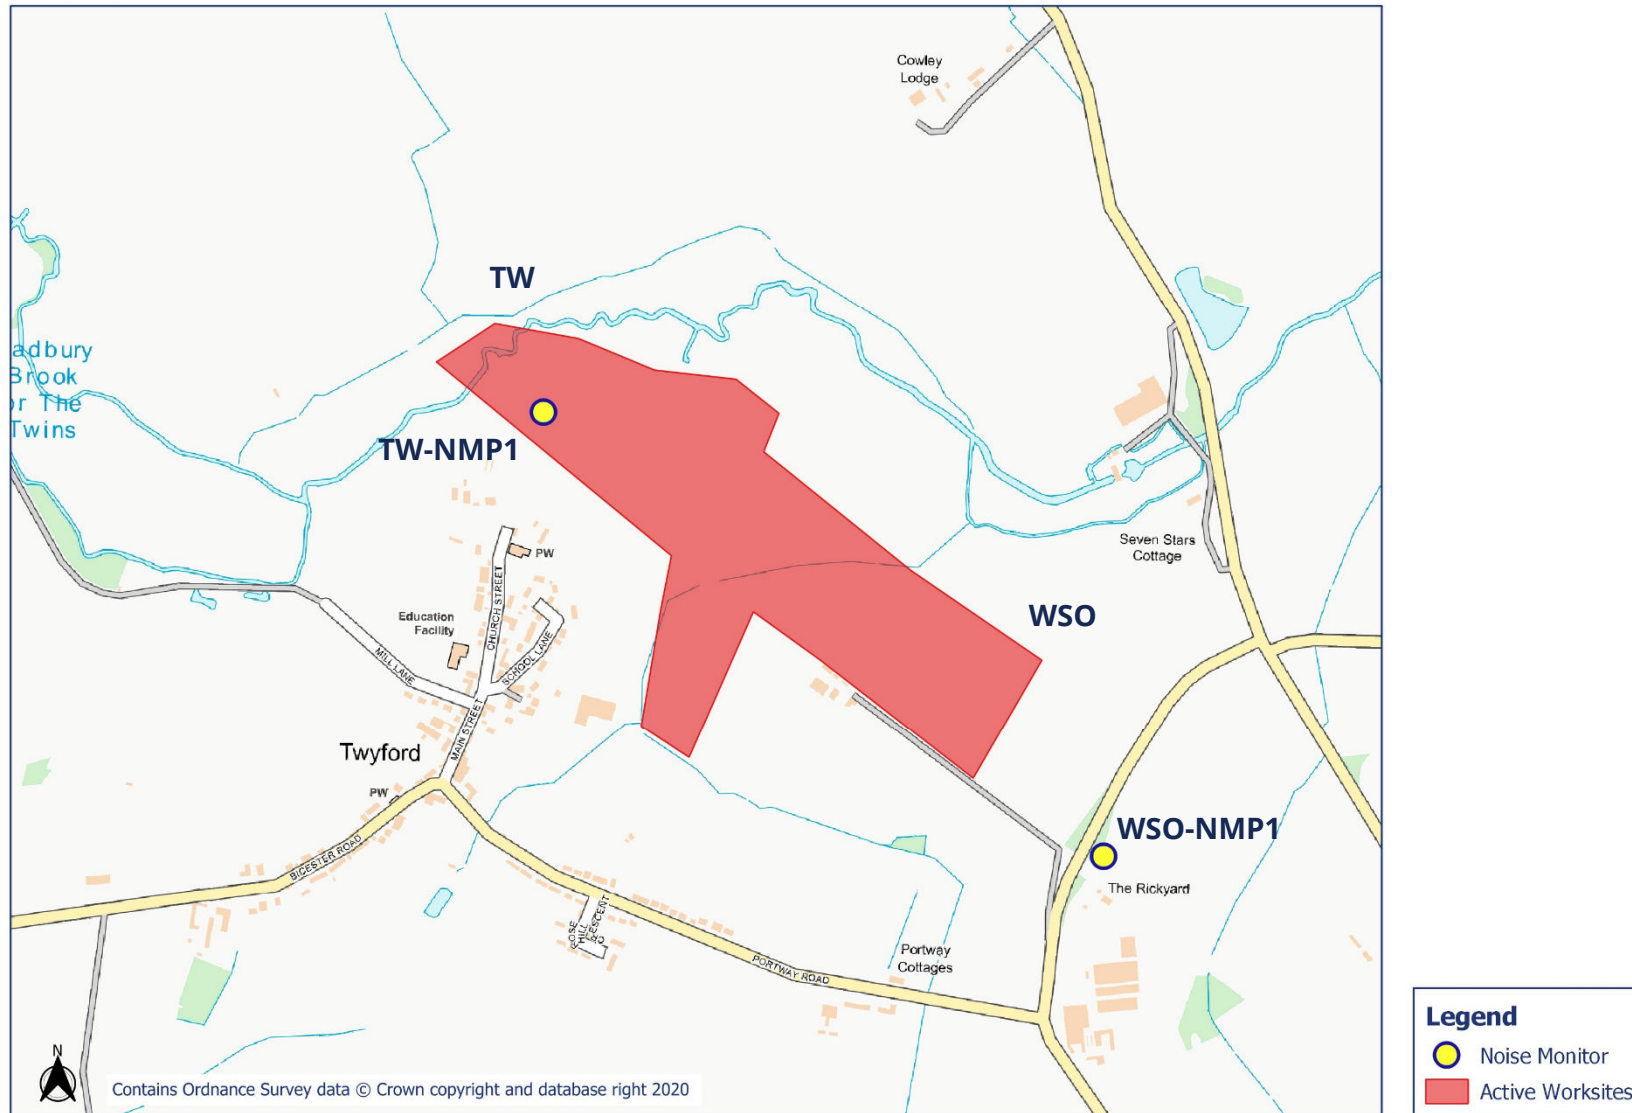 Cowley
Lodge
TW
adbury
Brook
or The
Twins
TW-NMP1
PW
Seven Stars
Cottage
CHURCH STREET
Education
Facility
WSO
SCHOOL LANE
MILL LANE
MAIN STREET
Twyford
PW
WSO-NMP1
BICESTER ROAD
The Rickyard
ROSE
HILL
CRESCENT
Portway
Cottages
PORTWAY ROAD
N
Contains Ordnance Survey data © Crown copyright and database right 2020
Legend
Noise Monitor
Active Worksites